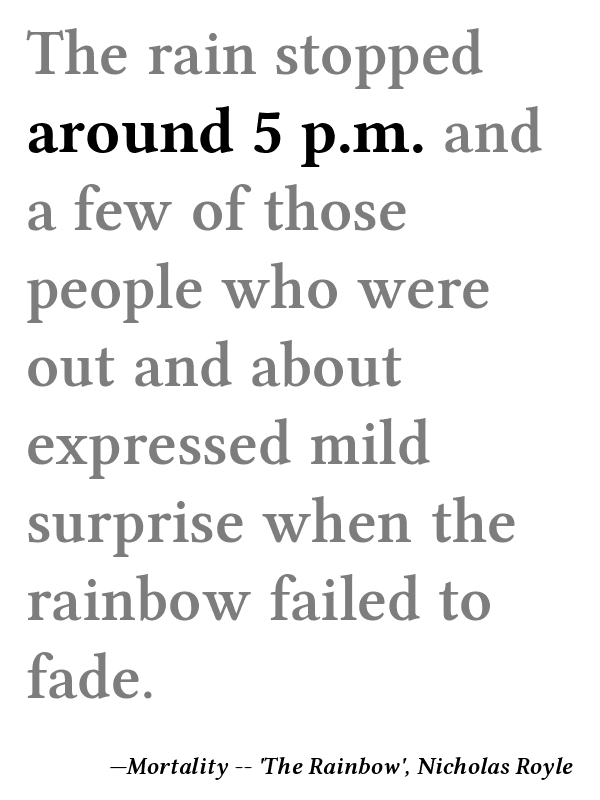 The rain stopped
around 5 p.m. and
a few of those
people who were
out and about
expressed mild
surprise when the
rainbow failed to
fade.
—Mortality -- 'The Rainbow', Nicholas Royle